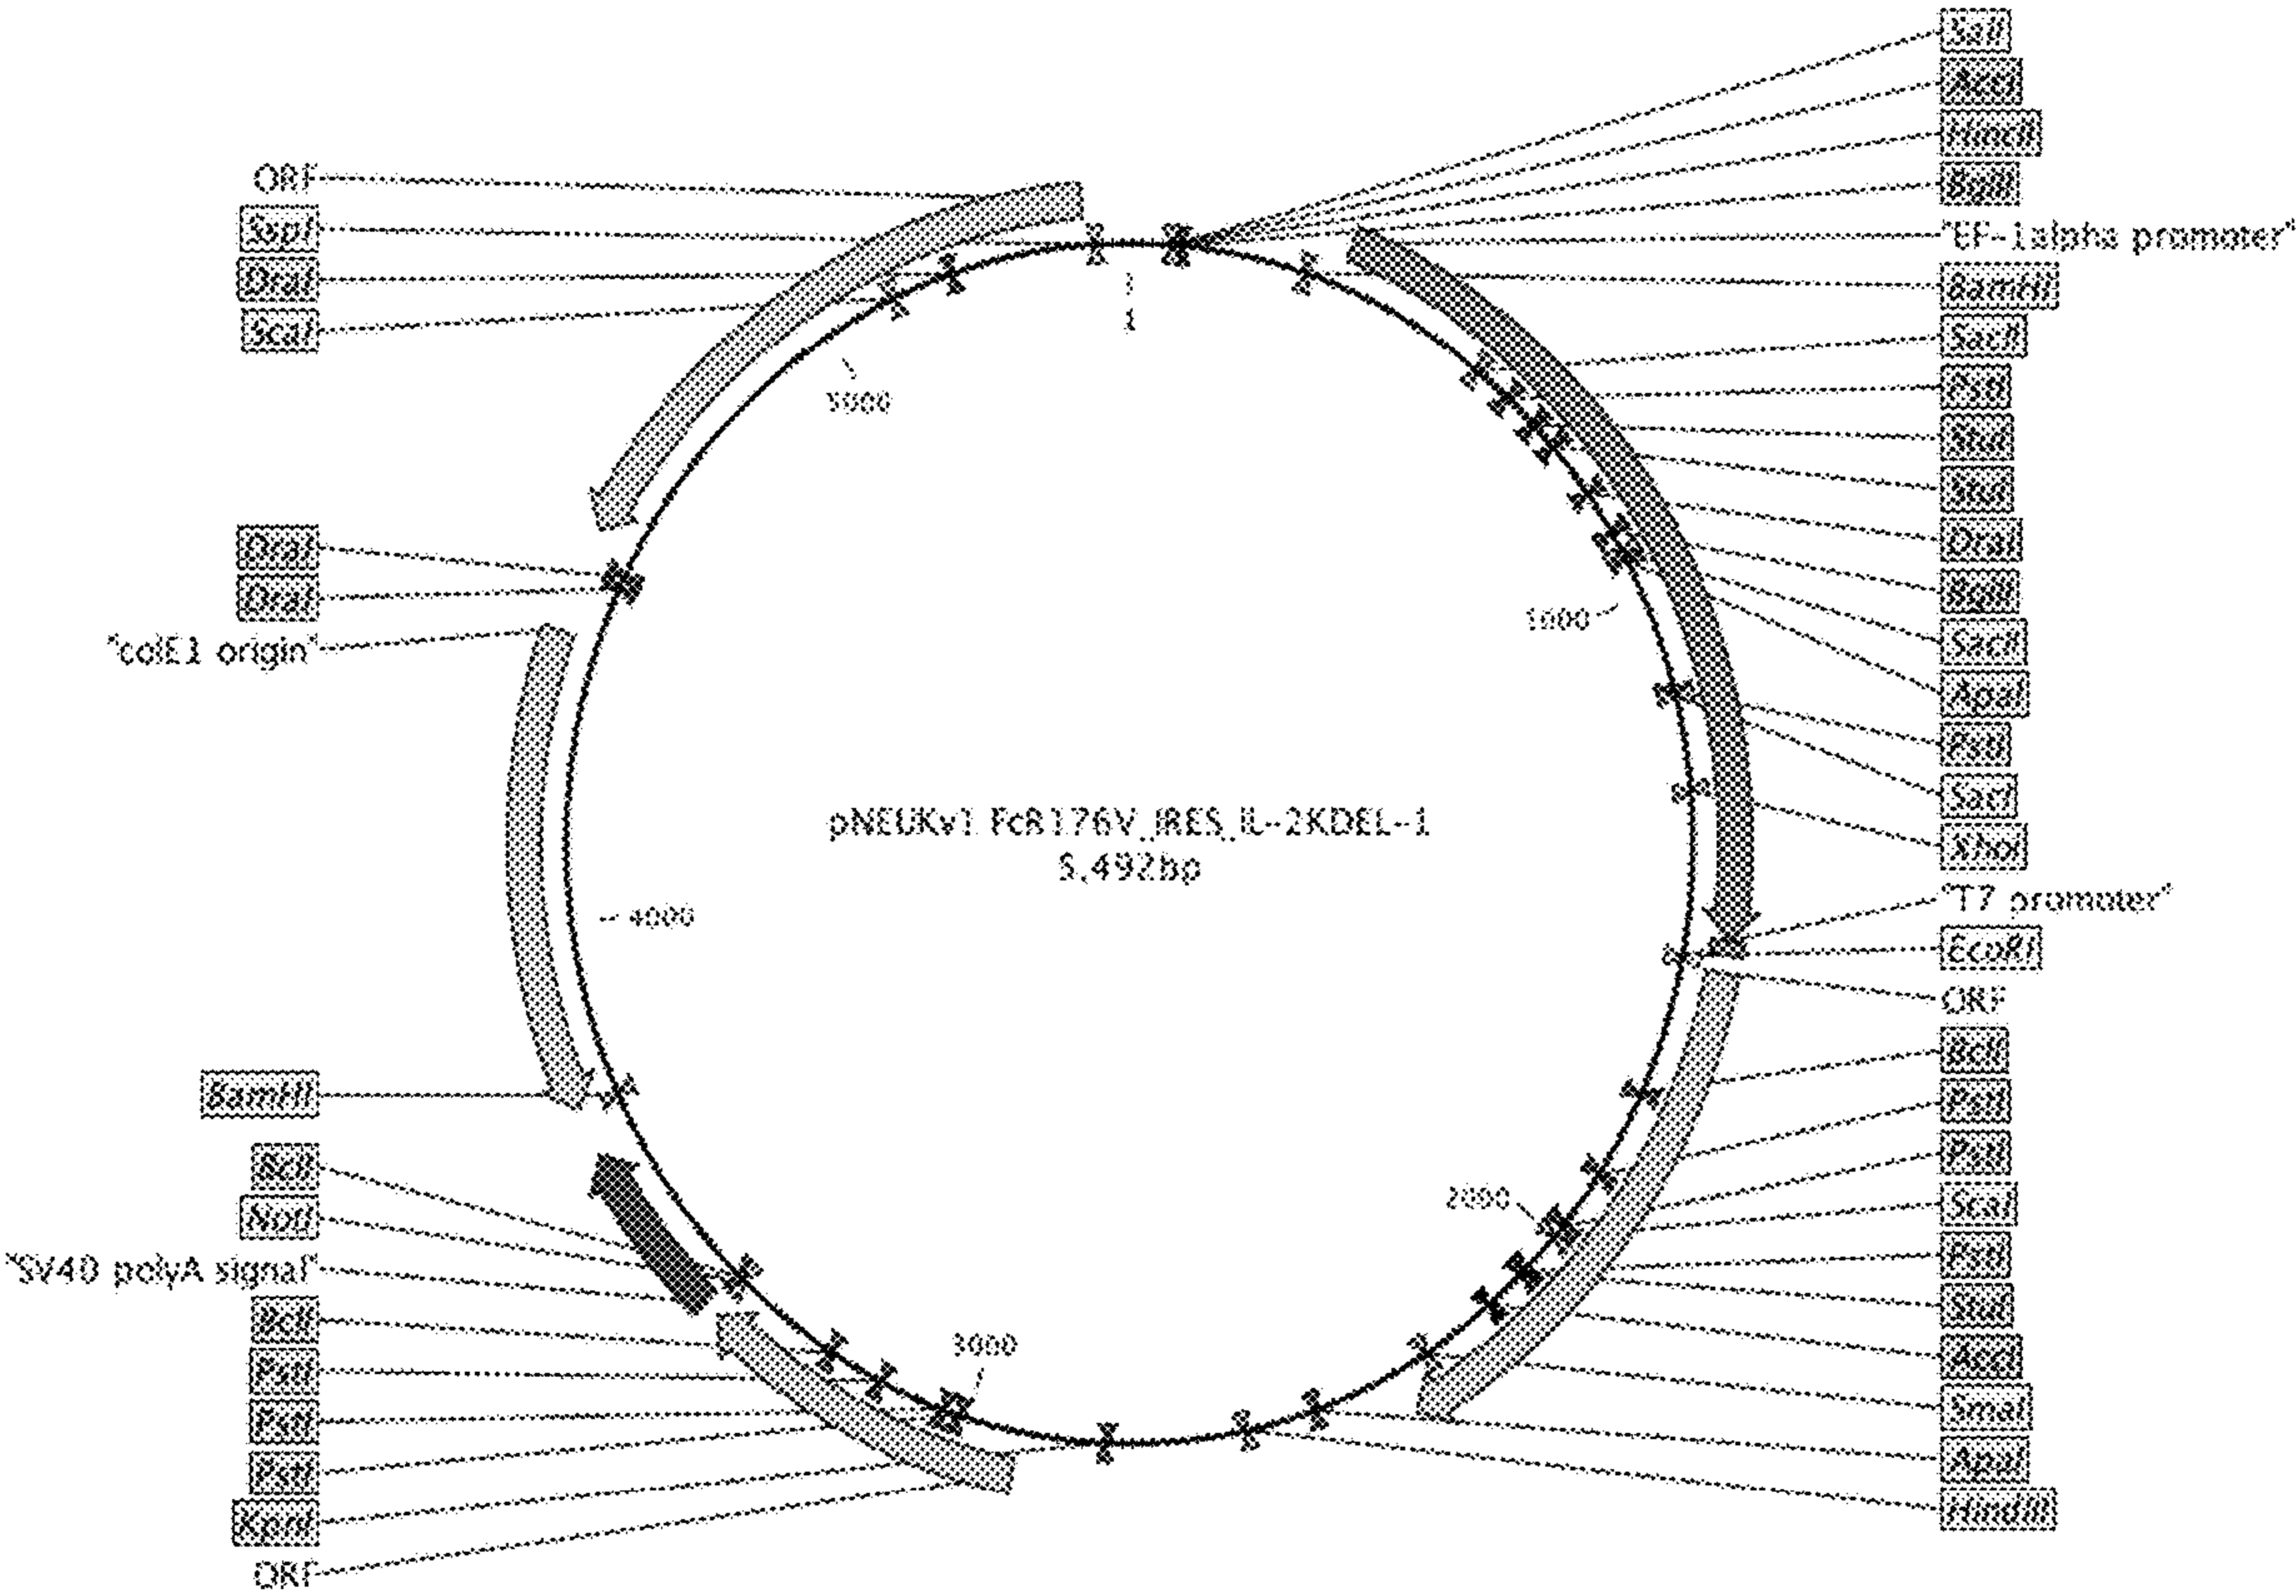 ORF
SspI
DraI
ScaI
DraI
DraI
"colE1 origin"
BamHI
BclI
NotI
"SV40 polyA signal"
BclI
PstI
PstI
PstI
KpnI
ORF
1
5000
1000
4000
2000
3000
pNEUKv1 FcR176V_IRES_IL-2KDEL-1
5,492bp
SalI
AccI
HincII
BglII
"EF-1alpha promoter"
BamHI
SacII
PstI
StuI
StuI
DraI
BglII
SacII
ApaI
PstI
SacI
XhoI
"T7 promoter"
EcoRI
ORF
BclI
PstI
PstI
ScaI
PstI
StuI
AccI
SmaI
ApaI
HindIII